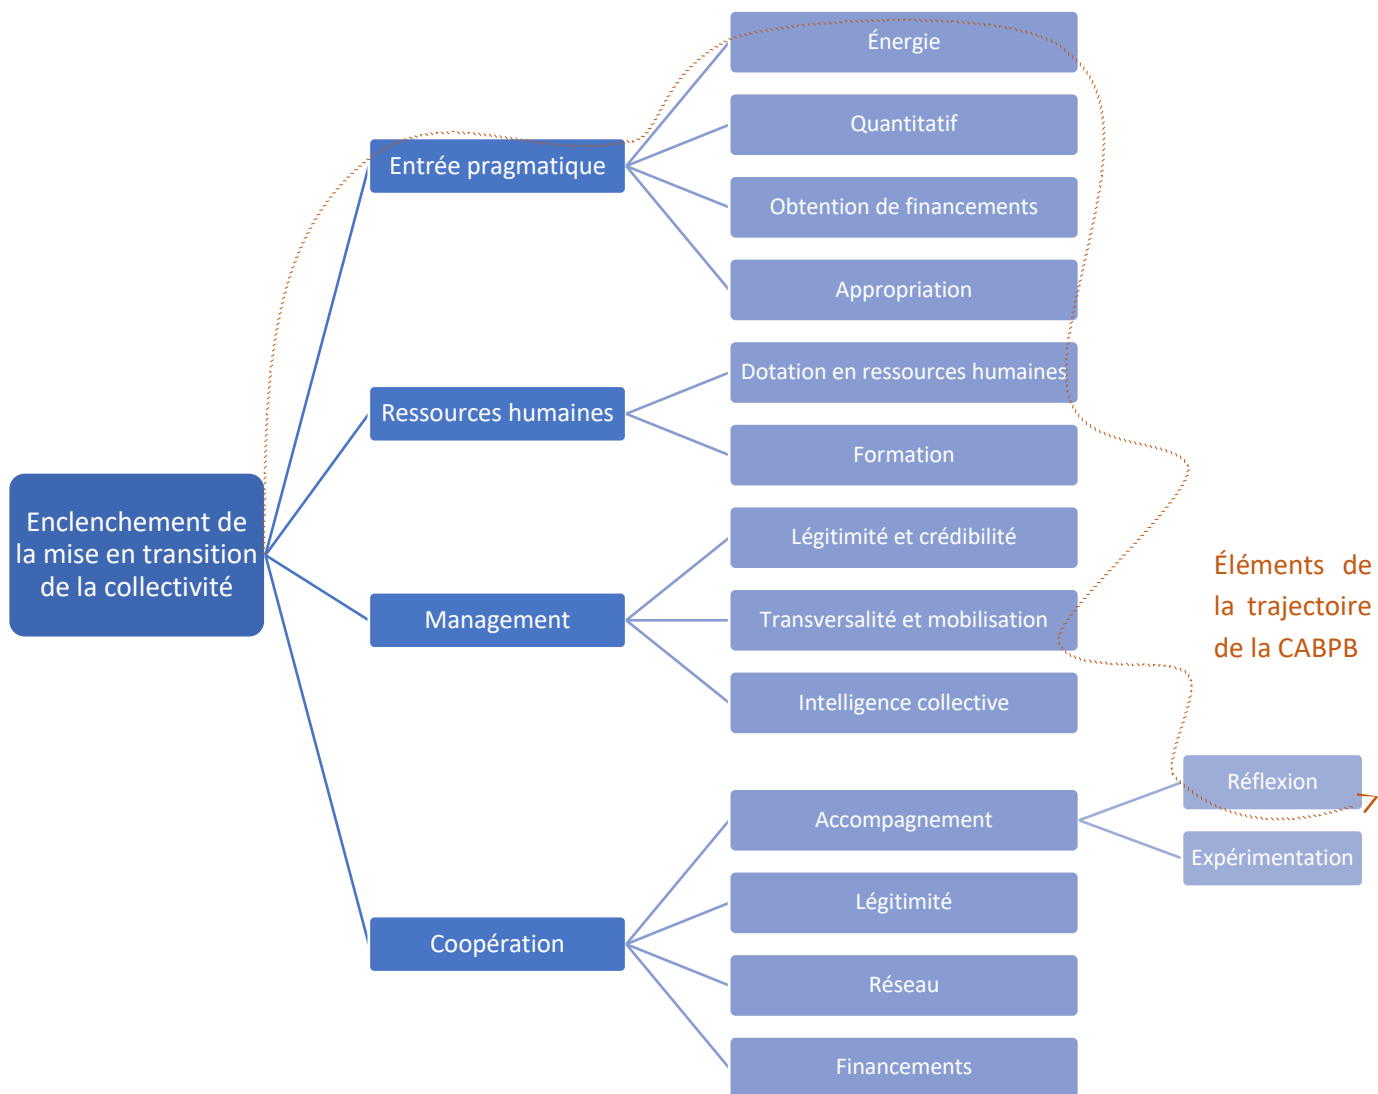 Énergie
Quantitatif
Entrée pragmatique
Obtention de financements
Appropriation
Dotation en ressources humaines
Ressources humaines
Formation
Enclenchement de
la mise en transition
de la collectivité
Légitimité et crédibilité
Management
Transversalité et mobilisation
Intelligence collective
Éléments de
la trajectoire
de la CABPB
Réflexion
Accompagnement
Expérimentation
Légitimité
Coopération
Réseau
Financements